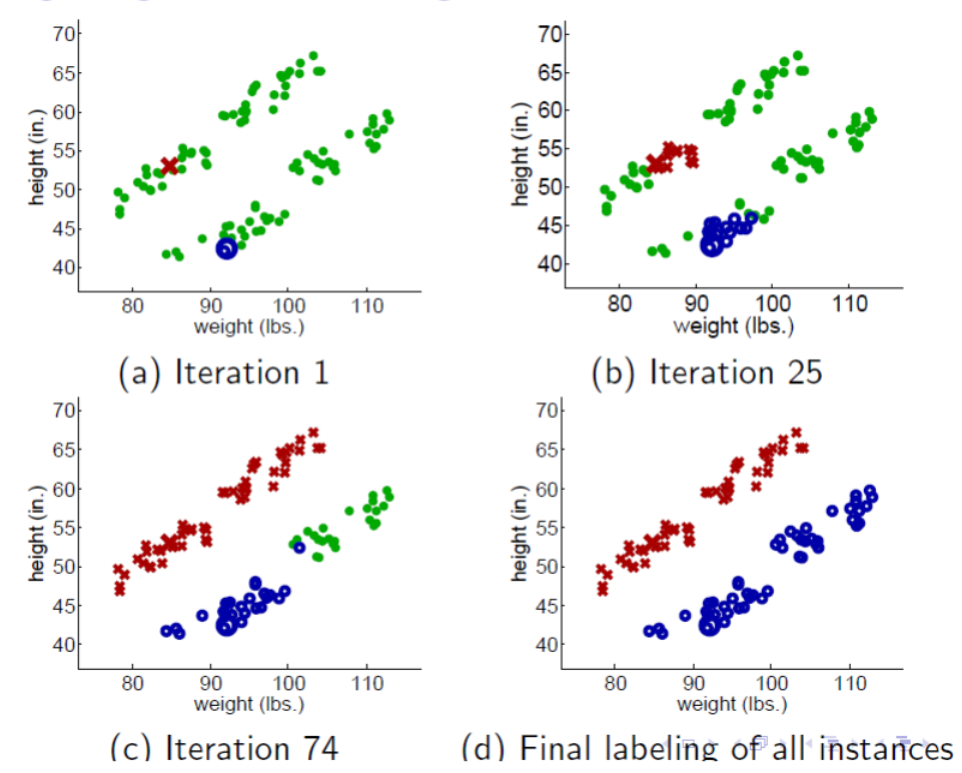 70
65
60
55
50
45
40
height (in.)
80 90 100 110
weight (lbs.)
(a) Iteration 1
70
65
60
55
50
45
40
height (in.)
80 90 100 110
weight (lbs.)
(b) Iteration 25
70
65
60
55
50
45
40
height (in.)
80 90 100 110
weight (lbs.)
(c) Iteration 74
70
65
60
55
50
45
40
height (in.)
80 90 100 110
weight (lbs.)
(d) Final labeling of all instances